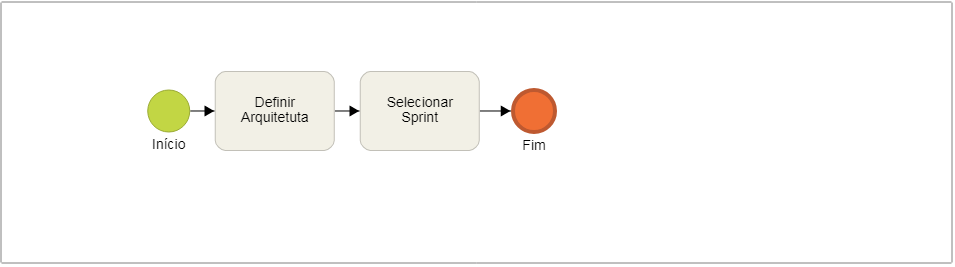 Definir
Arquitetuta
Selecionar
Sprint
Início
Fim